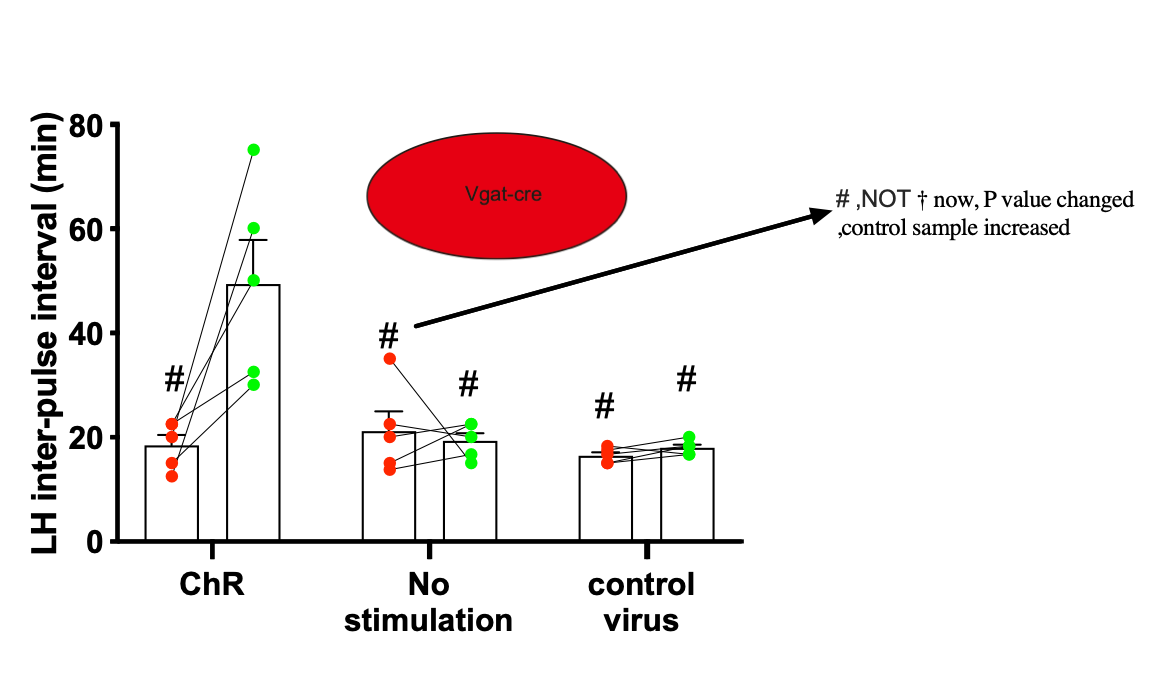 LH inter-pulse interval (min)
80
60
40
20
0
Vgat-cre
# ,NOT † now, P value changed
,control sample increased
#
#
#
#
#
ChR
No
stimulation
control
virus